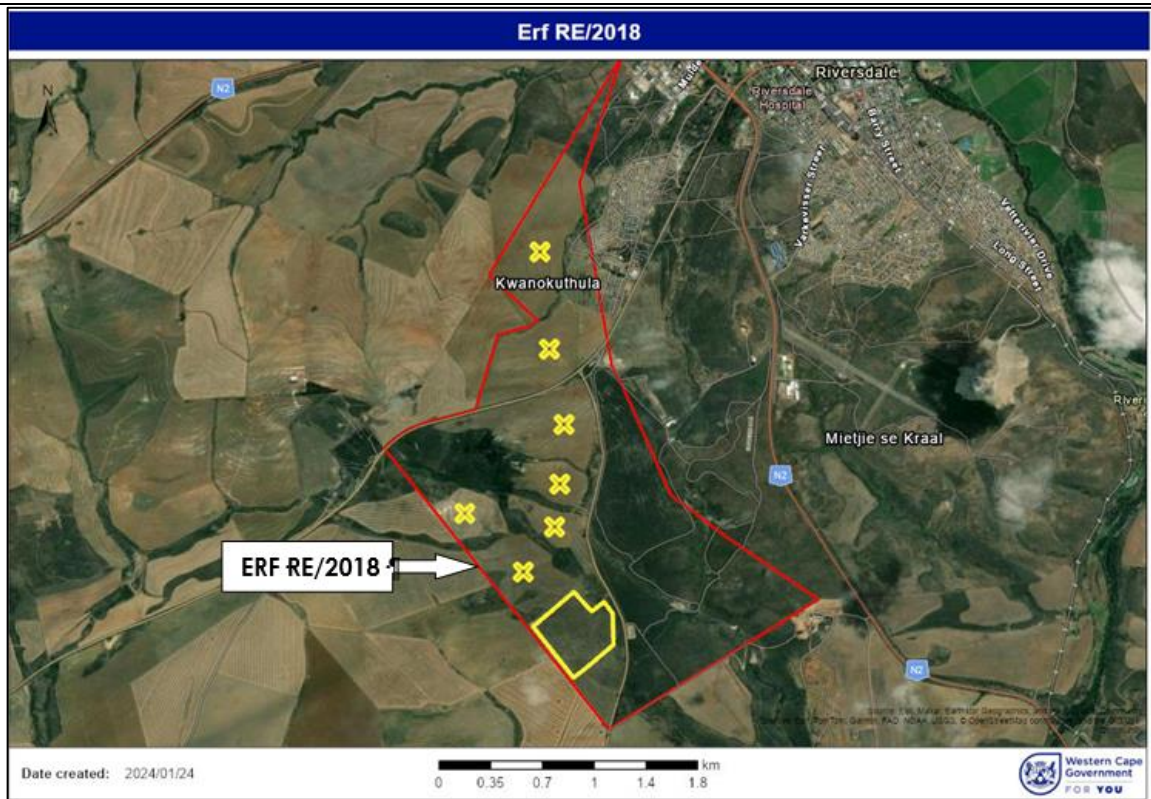 Erf RE/2018
N2
N
Riversdale
Riversdale
Hospital
Barry Street
Varkevisser Street
Vetterivier Drive
Long Street
Kwanokuthula
Mietjie se Kraal
N2
ERF RE/2018
N2
Date created: 2024/01/24
km
0 0.35 0.7 1 1.4 1.8
Western Cape
Government
FOR YOU